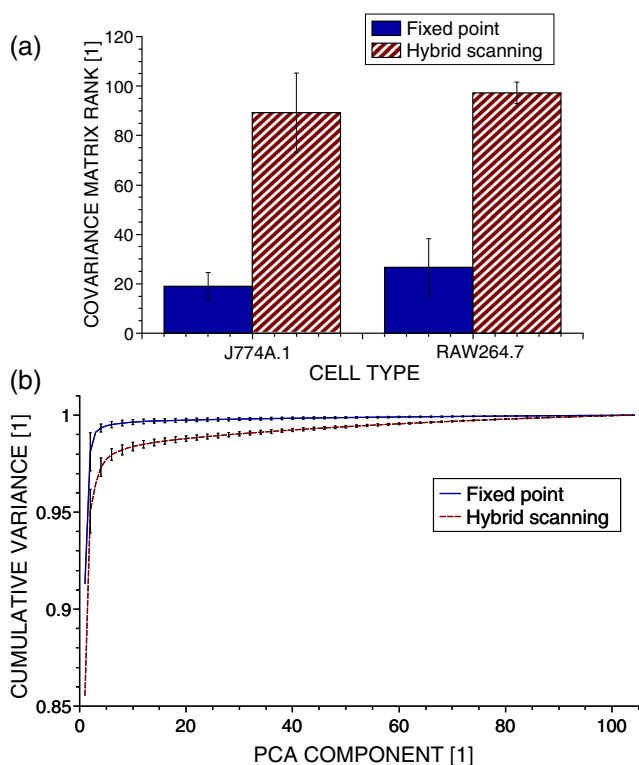 (a)
Fixed point
Hybrid scanning
COVARIANCE MATRIX RANK [1]
120
100
80
60
40
20
0
J774A.1
RAW264.7
CELL TYPE
(b)
CUMULATIVE VARIANCE [1]
1
0.95
0.9
0.85
Fixed point
Hybrid scanning
0
20
40
60
80
100
PCA COMPONENT [1]